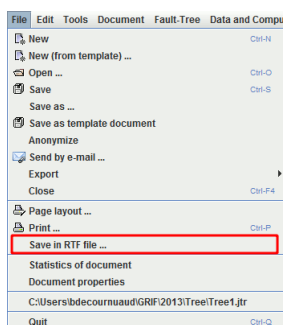 File Edit Tools Document Fault-Tree Data and Compu
New Ctrl-N
New (from template) ...
Open ... Ctrl-O
Save Ctrl-S
Save as ...
Save as template document
Anonymize
Send by e-mail ...
Export
Close Ctrl-F4
Page layout ...
Print ... Ctrl-P
Save in RTF file ...
Statistics of document
Document properties
C:\Users\bdecournuaud\GRIF\2013\Tree\Tree1.jtr
Quit Ctrl-Q